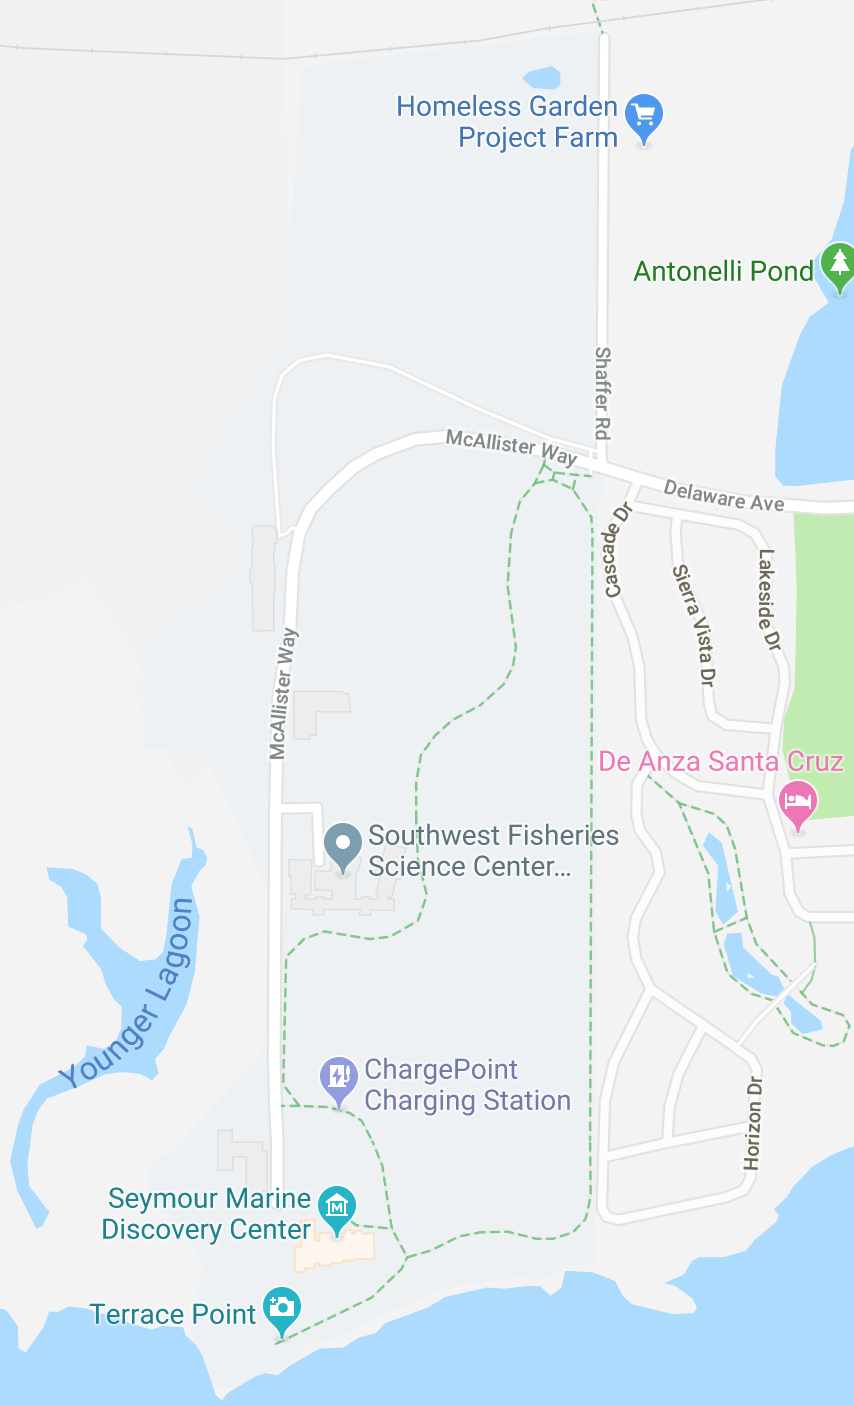 Homeless Garden
Project Farm
Antonelli Pond
Shaffer Rd
McAllister Way
Delaware Ave
Cascade Dr
Sierra Vista Dr
Lakeside Dr
McAllister Way
De Anza Santa Cruz
Southwest Fisheries
Science Center...
Younger Lagoon
ChargePoint
Charging Station
Horizon Dr
Seymour Marine
Discovery Center
Terrace Point